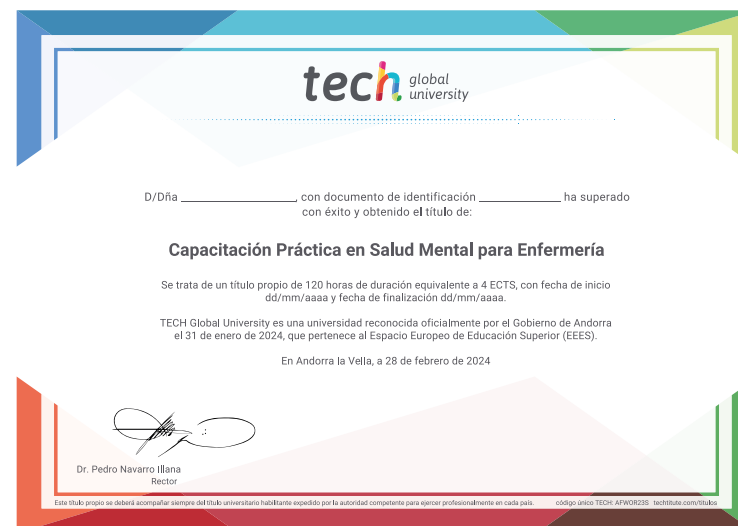 tech global university
D/Dña ____________________, con documento de identificación ______________ ha superado
con éxito y obtenido el título de:
Capacitación Práctica en Salud Mental para Enfermería
Se trata de un título propio de 120 horas de duración equivalente a 4 ECTS, con fecha de inicio
dd/mm/aaaa y fecha de finalización dd/mm/aaaa.
TECH Global University es una universidad reconocida oficialmente por el Gobierno de Andorra
el 31 de enero de 2024, que pertenece al Espacio Europeo de Educación Superior (EEES).
En Andorra la Vella, a 28 de febrero de 2024
Dr. Pedro Navarro Illana
Rector
Este título propio se deberá acompañar siempre del título universitario habilitante expedido por la autoridad competente para ejercer profesionalmente en cada país. código único TECH: AFWOR23S techtitute.com/titulos